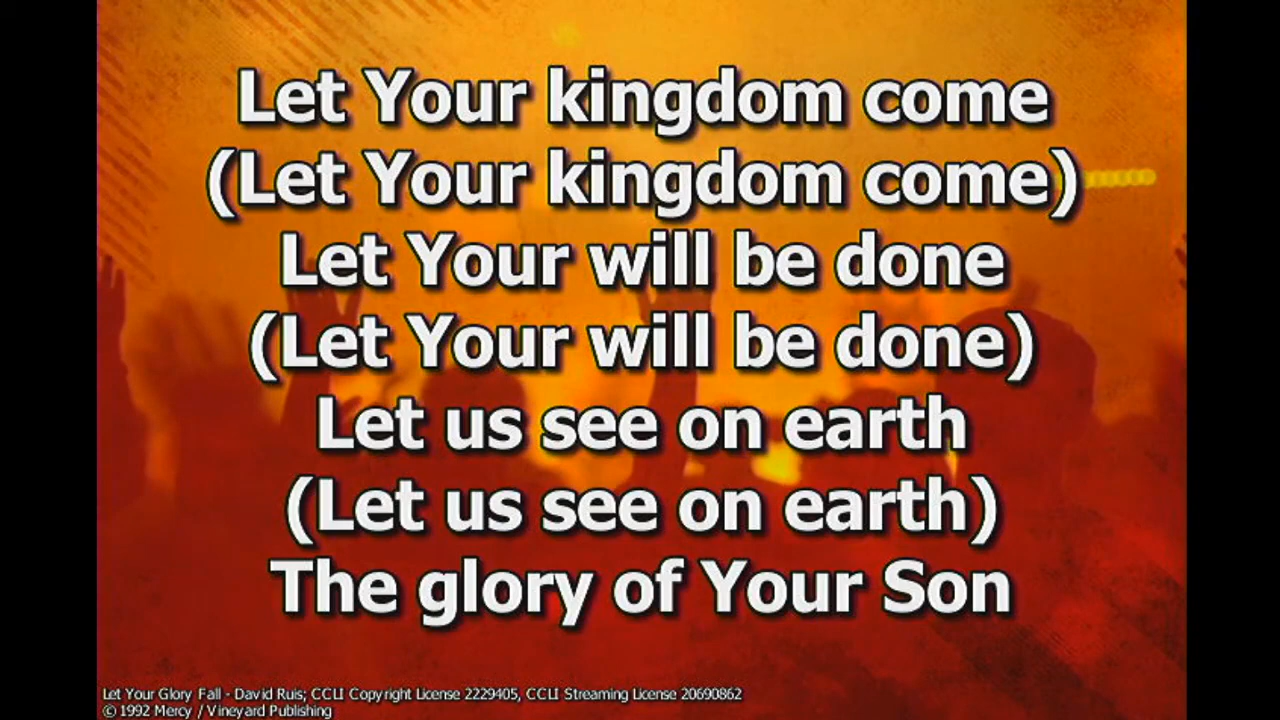 Let Your kingdom come
(Let Your kingdom come)
Let Your will be done
(Let Your will be done)
Let us see on earth
(Let us see on earth)
The glory of Your Son
Let Your Glory Fall - David Ruis; CCLI Copyright License 2229405, CCLI Streaming License 20690862
© 1992 Mercy / Vineyard Publishing